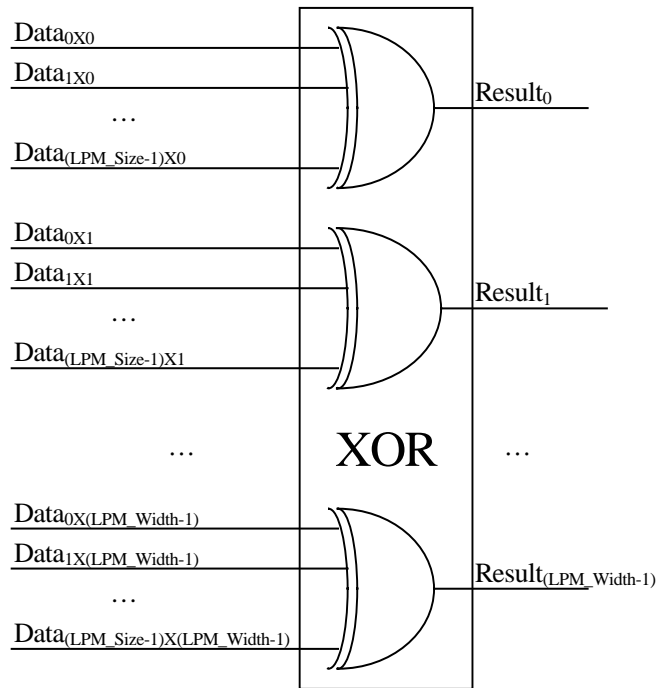 Data0X0
Data1X0
Result0
…
Data(LPM_Size-1)X0
Data0X1
Data1X1
Result1
…
Data(LPM_Size-1)X1
… XOR …
Data0X(LPM_Width-1)
Data1X(LPM_Width-1)
Result(LPM_Width-1)
…
Data(LPM_Size-1)X(LPM_Width-1)